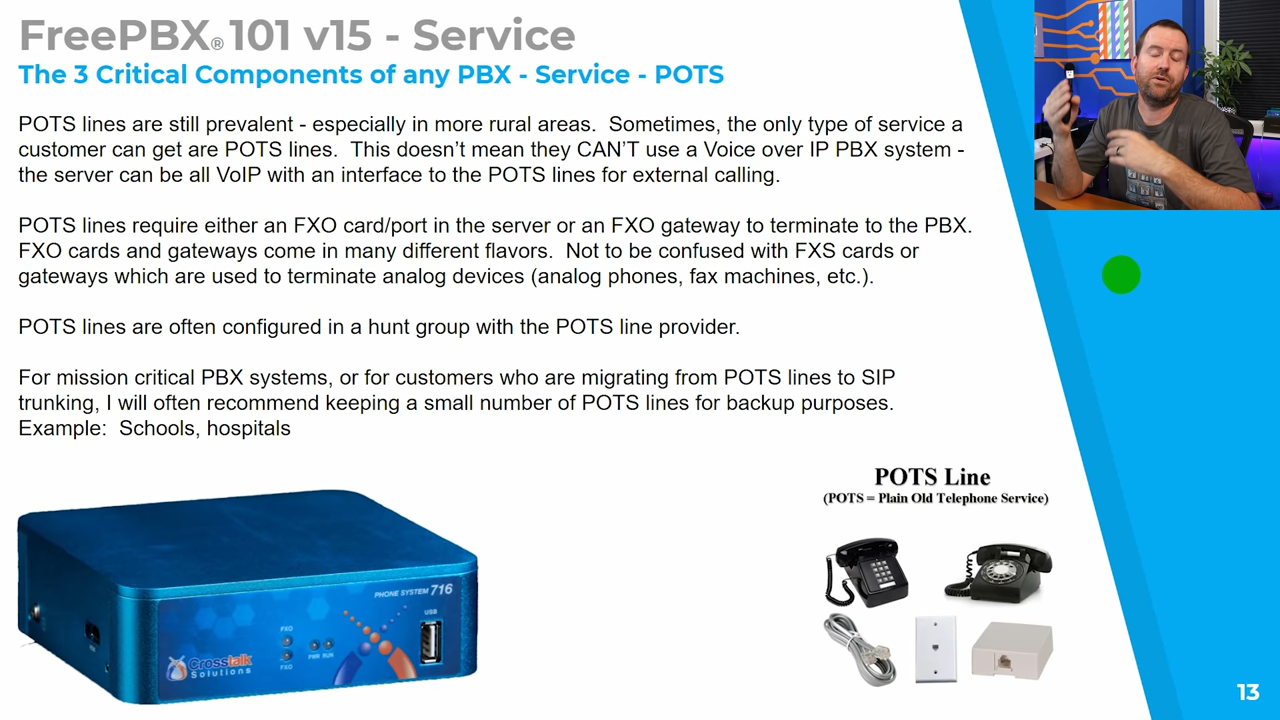 FreePBX® 101 v15 - Service
The 3 Critical Components of any PBX - Service - POTS
POTS lines are still prevalent - especially in more rural areas.  Sometimes, the only type of service a
customer can get are POTS lines.  This doesn't mean they CAN'T use a Voice over IP PBX system -
the server can be all VoIP with an interface to the POTS lines for external calling.
POTS lines require either an FXO card/port in the server or an FXO gateway to terminate to the PBX.
FXO cards and gateways come in many different flavors.  Not to be confused with FXS cards or
gateways which are used to terminate analog devices (analog phones, fax machines, etc.).
POTS lines are often configured in a hunt group with the POTS line provider.
For mission critical PBX systems, or for customers who are migrating from POTS lines to SIP
trunking, I will often recommend keeping a small number of POTS lines for backup purposes.
Example:  Schools, hospitals
POTS Line
(POTS = Plain Old Telephone Service)
PHONE SYSTEM 716
USB
FXO
PWR RUN
FXO
Crosstalk
Solutions
13